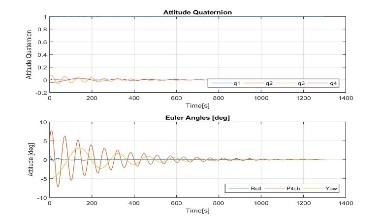 Attitude Quaternion
1
0.8
0.6
0.4
0.2
0
-0.2
Attitude Quaternion
q1 q2 q3 q4
0 200 400 600 800 1000 1200 1400
Time[s]
Euler Angles [deg]
10
5
0
-5
-10
Attitude [deg]
Roll Pitch Yaw
0 200 400 600 800 1000 1200 1400
Time[s]